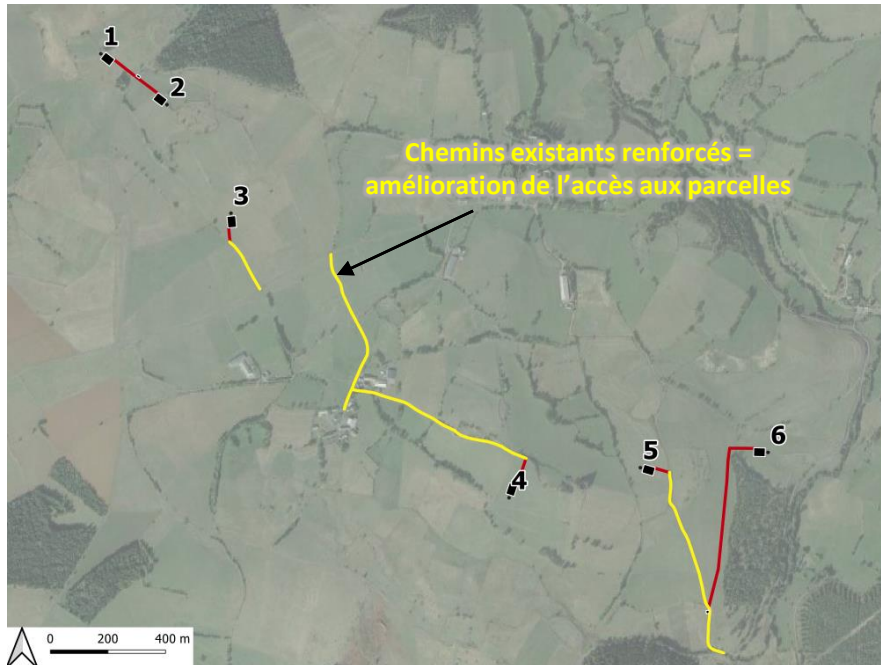 1
2
Chemins existants renforcés =
amélioration de l'accès aux parcelles
3
4
5
6
0 200 400 m